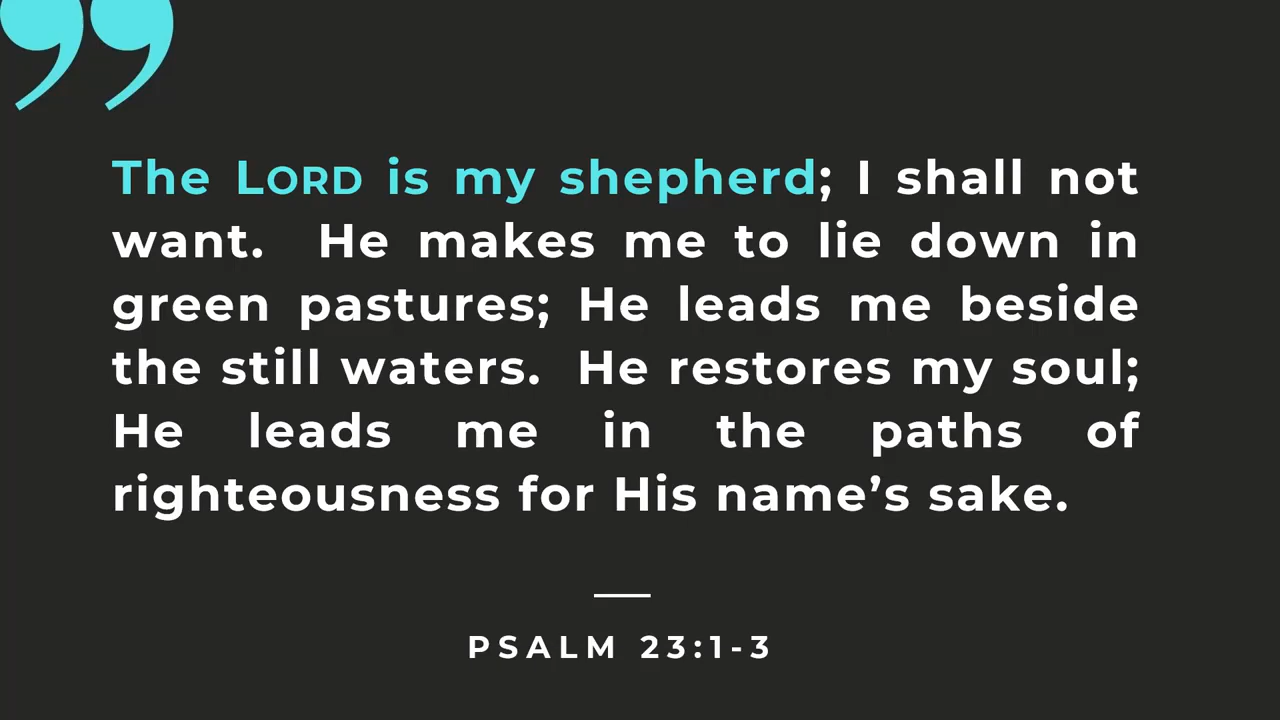 The LORD is my shepherd; I shall not
want.  He makes me to lie down in
green pastures; He leads me beside
the still waters.  He restores my soul;
He leads me in the paths of
righteousness for His name’s sake.
PSALM 23:1-3